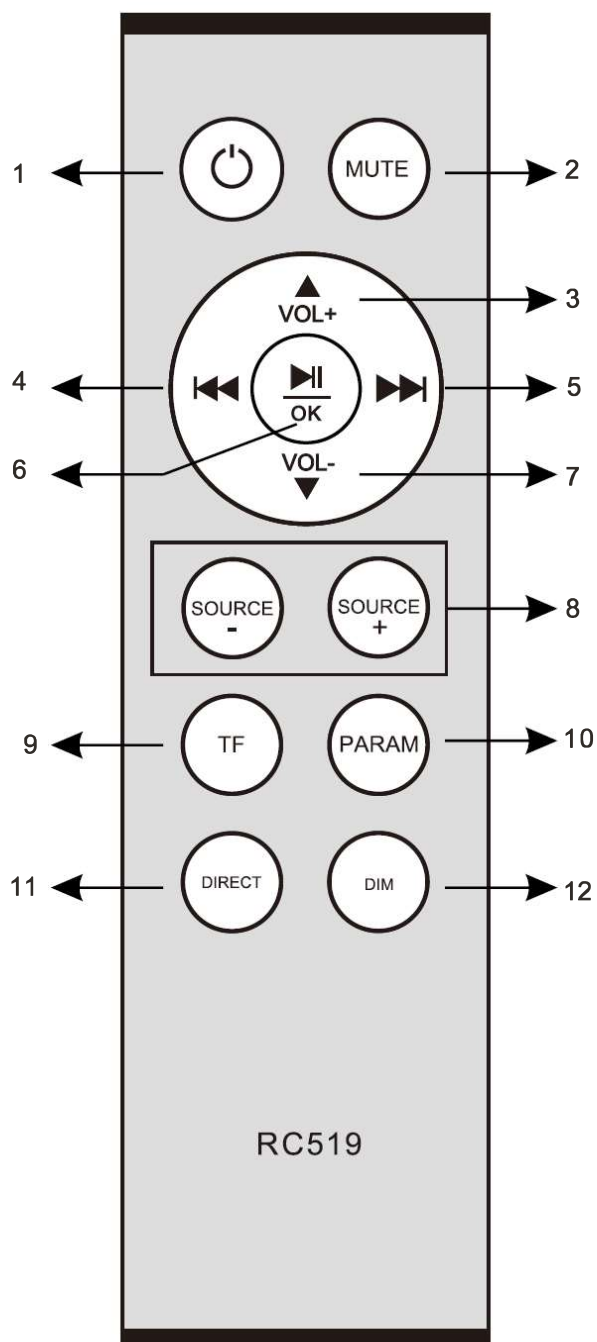 1 MUTE 2
VOL+ 3
4 5
OK
6 VOL- 7
SOURCE - SOURCE + 8
9 TF PARAM 10
11 DIRECT DIM 12
RC519